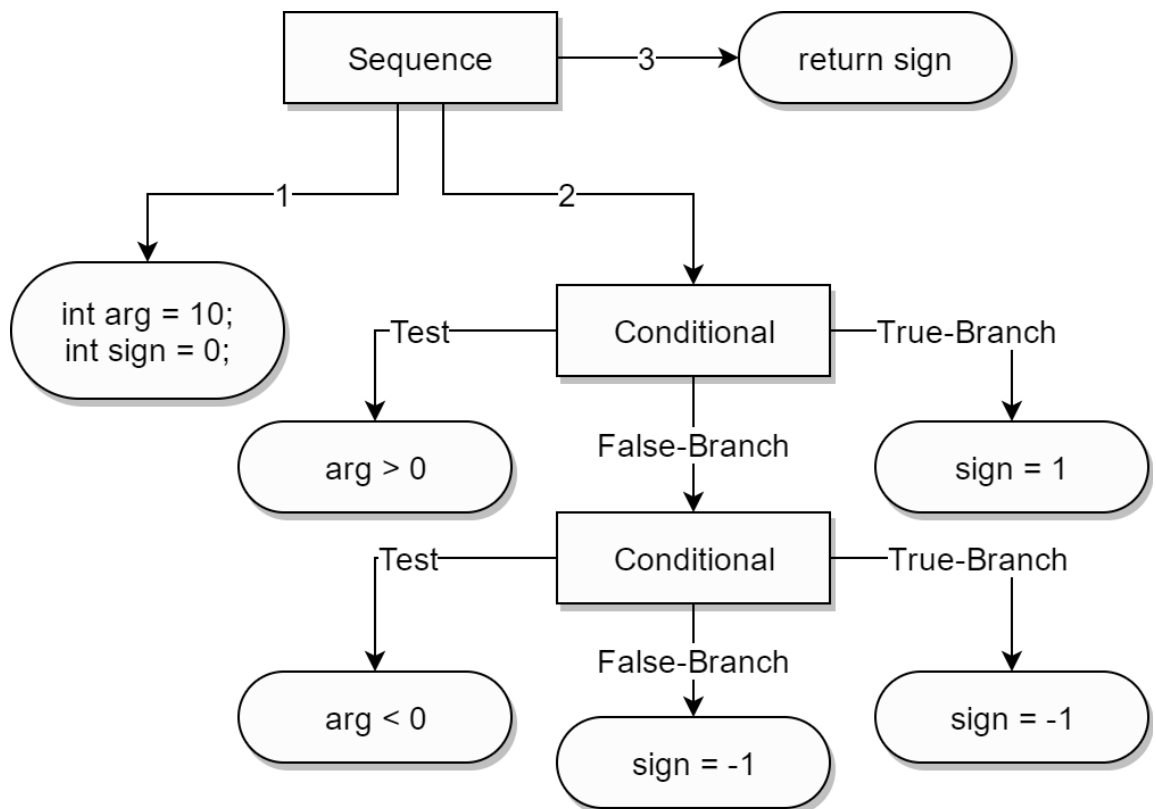 Sequence
3
return sign
1
2
int arg = 10;
int sign = 0;
Test
Conditional
True-Branch
arg > 0
False-Branch
sign = 1
Test
Conditional
True-Branch
arg < 0
False-Branch
sign = -1
sign = -1